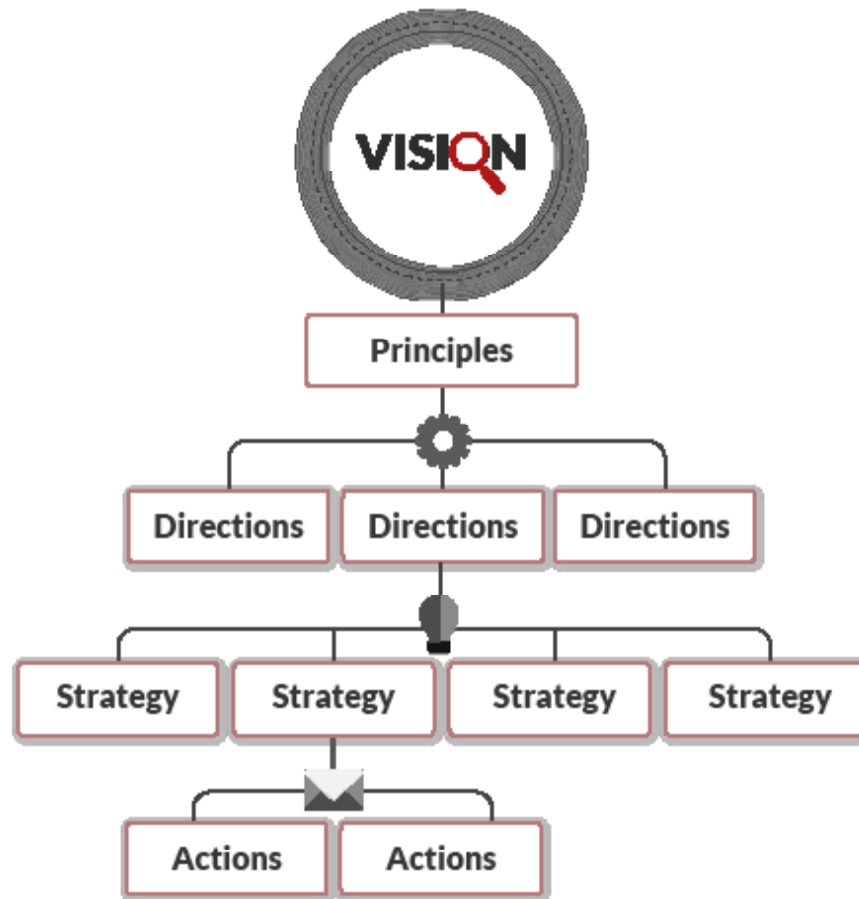 VISION
Principles
Directions Directions Directions
Strategy Strategy Strategy Strategy
Actions Actions